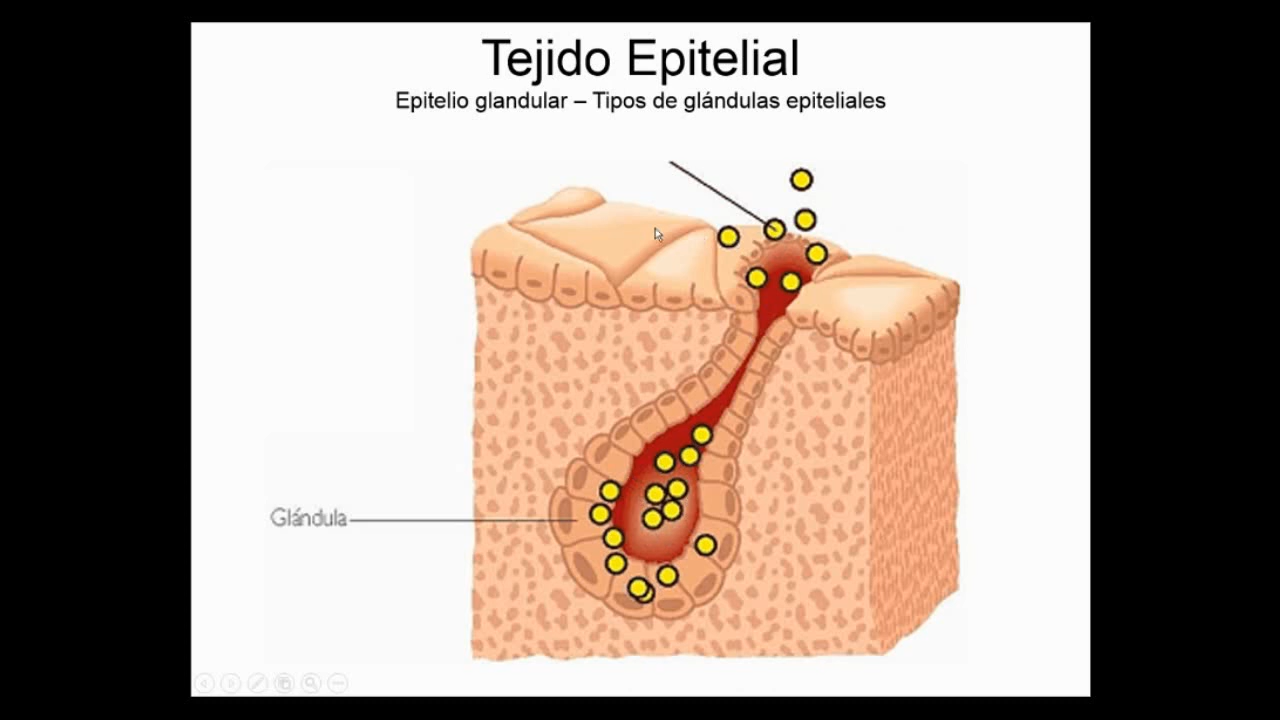 Tejido Epitelial
Epitelio glandular – Tipos de glándulas epiteliales
Glándula